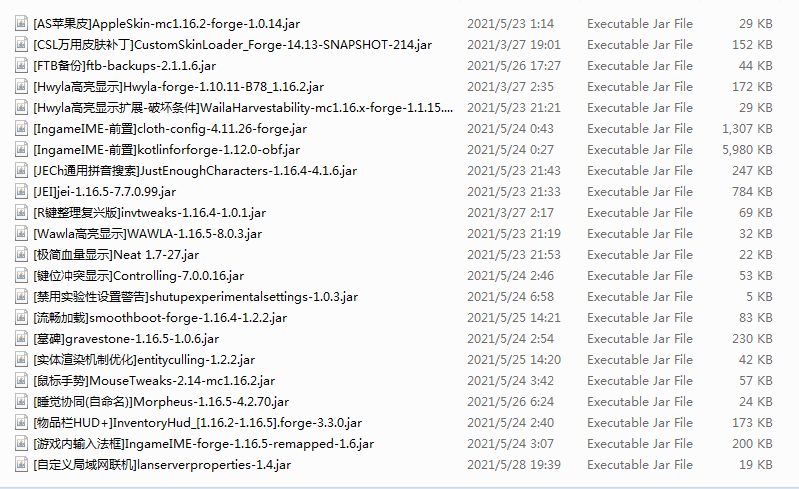 [AS苹果皮]AppleSkin-mc1.16.2-forge-1.0.14.jar 2021/5/23 1:14 Executable Jar File 29 KB
[CSL万用皮肤补丁]CustomSkinLoader_Forge-14.13-SNAPSHOT-214.jar 2021/3/27 19:01 Executable Jar File 152 KB
[FTB备份]ftb-backups-2.1.1.6.jar 2021/5/26 17:27 Executable Jar File 44 KB
[Hwyla高亮显示]Hwyla-forge-1.10.11-B78_1.16.2.jar 2021/3/27 2:35 Executable Jar File 172 KB
[Hwyla高亮显示扩展-破坏条件]WailaHarvestability-mc1.16.x-forge-1.1.15.... 2021/5/23 21:21 Executable Jar File 29 KB
[IngameIME-前置]cloth-config-4.11.26-forge.jar 2021/5/24 0:43 Executable Jar File 1,307 KB
[IngameIME-前置]kotlinforforge-1.12.0-obf.jar 2021/5/24 0:27 Executable Jar File 5,980 KB
[JECh通用拼音搜索]JustEnoughCharacters-1.16.4-4.1.6.jar 2021/5/23 21:43 Executable Jar File 247 KB
[JEI]jei-1.16.5-7.7.0.99.jar 2021/5/23 21:33 Executable Jar File 784 KB
[R键整理复兴版]invtweaks-1.16.4-1.0.1.jar 2021/3/27 2:17 Executable Jar File 69 KB
[Wawla高亮显示]WAWLA-1.16.5-8.0.3.jar 2021/5/23 21:19 Executable Jar File 32 KB
[极简血量显示]Neat 1.7-27.jar 2021/5/23 21:53 Executable Jar File 22 KB
[键位冲突显示]Controlling-7.0.0.16.jar 2021/5/24 2:46 Executable Jar File 53 KB
[禁用实验性设置警告]shutupexperimentalsettings-1.0.3.jar 2021/5/24 6:58 Executable Jar File 5 KB
[流畅加载]smoothboot-forge-1.16.4-1.2.2.jar 2021/5/25 14:21 Executable Jar File 83 KB
[墓碑]gravestone-1.16.5-1.0.6.jar 2021/5/24 2:54 Executable Jar File 230 KB
[实体渲染机制优化]entityculling-1.2.2.jar 2021/5/25 14:20 Executable Jar File 42 KB
[鼠标手势]MouseTweaks-2.14-mc1.16.2.jar 2021/5/24 3:42 Executable Jar File 57 KB
[睡觉协同(自命名)]Morpheus-1.16.5-4.2.70.jar 2021/5/26 6:24 Executable Jar File 24 KB
[物品栏HUD+]InventoryHud_[1.16.2-1.16.5].forge-3.3.0.jar 2021/5/24 2:40 Executable Jar File 173 KB
[游戏内输入法框]IngameIME-forge-1.16.5-remapped-1.6.jar 2021/5/24 3:07 Executable Jar File 200 KB
[自定义局域网联机]lanserverproperties-1.4.jar 2021/5/28 19:39 Executable Jar File 19 KB